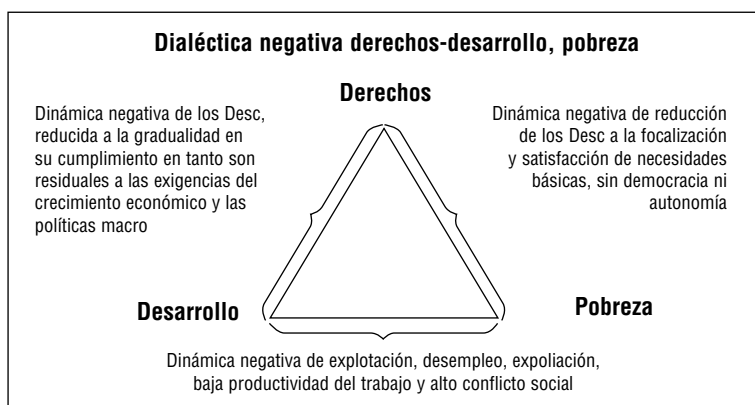 Dialéctica negativa derechos-desarrollo, pobreza
Derechos
Dinámica negativa de los Desc,
reducida a la gradualidad en
su cumplimiento en tanto son
residuales a las exigencias del
crecimiento económico y las
políticas macro
Dinámica negativa de reducción
de los Desc a la focalización
y satisfacción de necesidades
básicas, sin democracia ni
autonomía
Desarrollo
Pobreza
Dinámica negativa de explotación, desempleo, expoliación,
baja productividad del trabajo y alto conflicto social